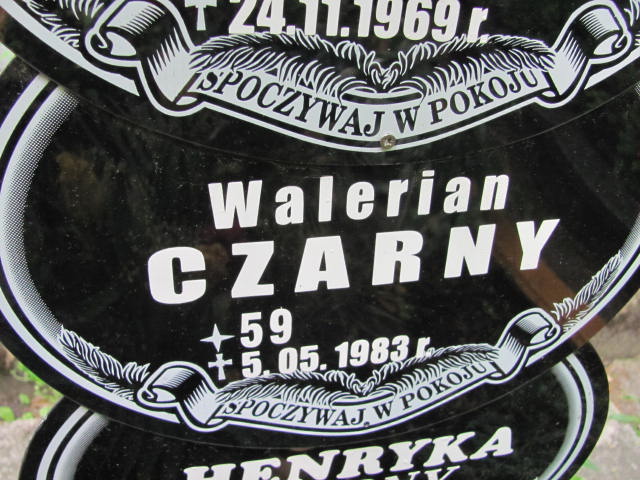 ✝ 24.11.1969 r.
SPOCZYWAJ W POKOJU
Walerian
CZARNY
✦ 59
✝ 5.05.1983 r.
SPOCZYWAJ W POKOJU
HENRYKA